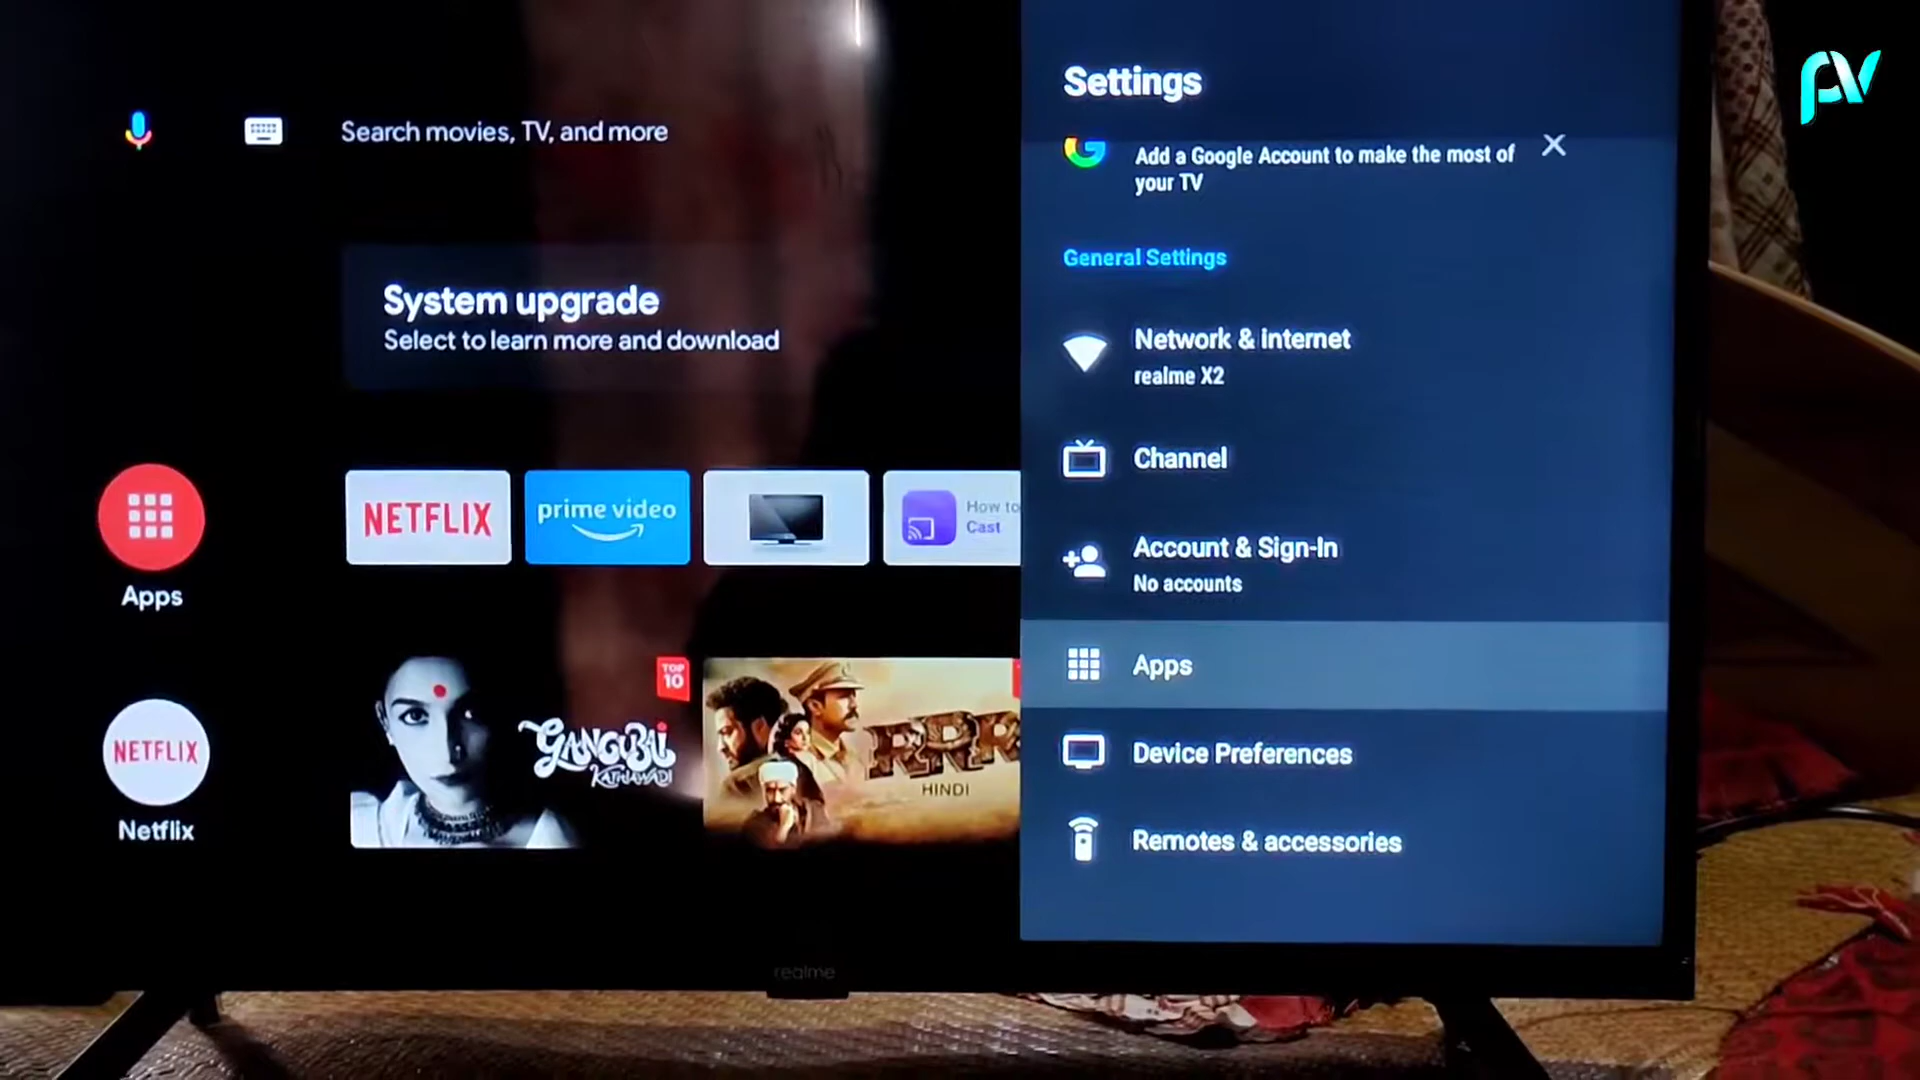 Search movies, TV, and more
System upgrade
Select to learn more and download
Apps
NETFLIX
prime video
How to
Cast
NETFLIX
Netflix
TOP
10
GANGUBAI
KATHIAWADI
RRR
HINDI
realme
Settings
Add a Google Account to make the most of
your TV
General Settings
Network & internet
realme X2
Channel
Account & Sign-In
No accounts
Apps
Device Preferences
Remotes & accessories